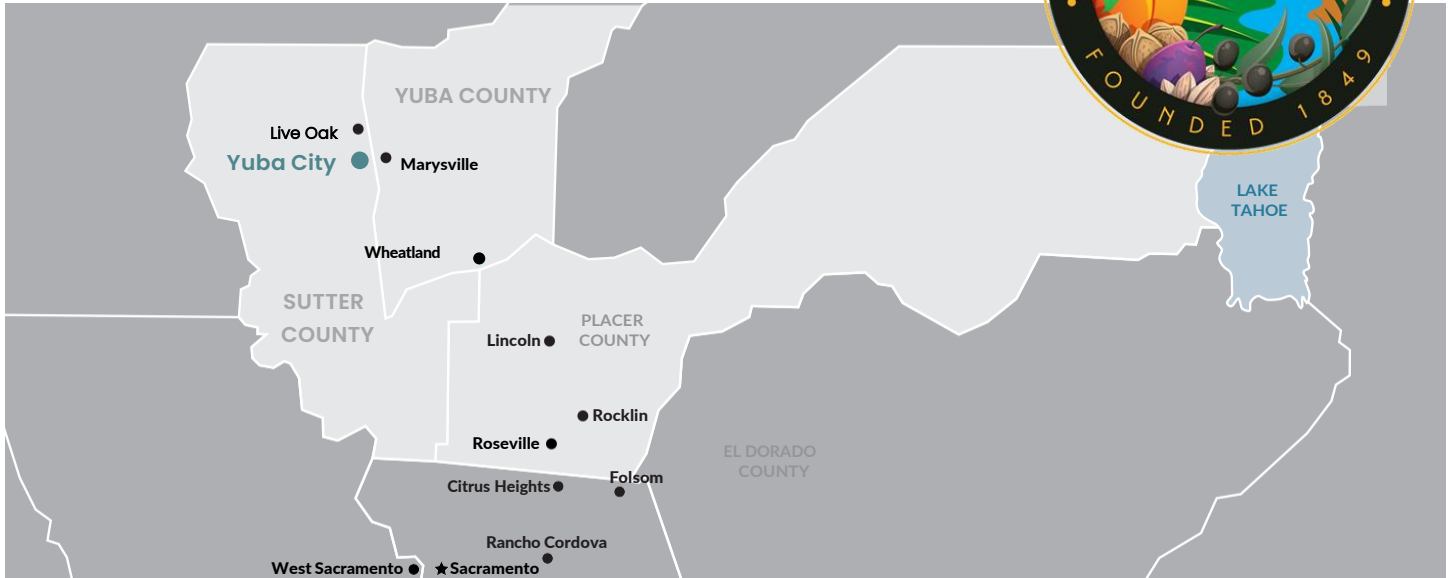 FOUNDED 1849
YUBA COUNTY
Live Oak
Yuba City
Marysville
LAKE
TAHOE
Wheatland
SUTTER
COUNTY
PLACER
COUNTY
Lincoln
Rocklin
Roseville
EL DORADO
COUNTY
Folsom
Citrus Heights
Rancho Cordova
West Sacramento
Sacramento